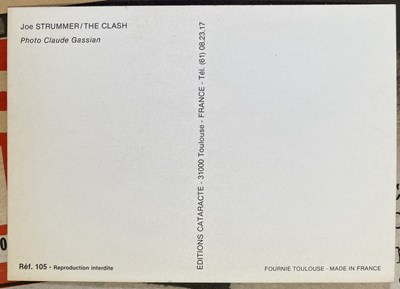 Joe STRUMMER/THE CLASH
Photo Claude Gassian
EDITIONS CATARACTE - 31000 Toulouse - FRANCE - Tél. (61) 08.23.17
Réf. 105 - Reproduction interdite
FOURNIE TOULOUSE - MADE IN FRANCE